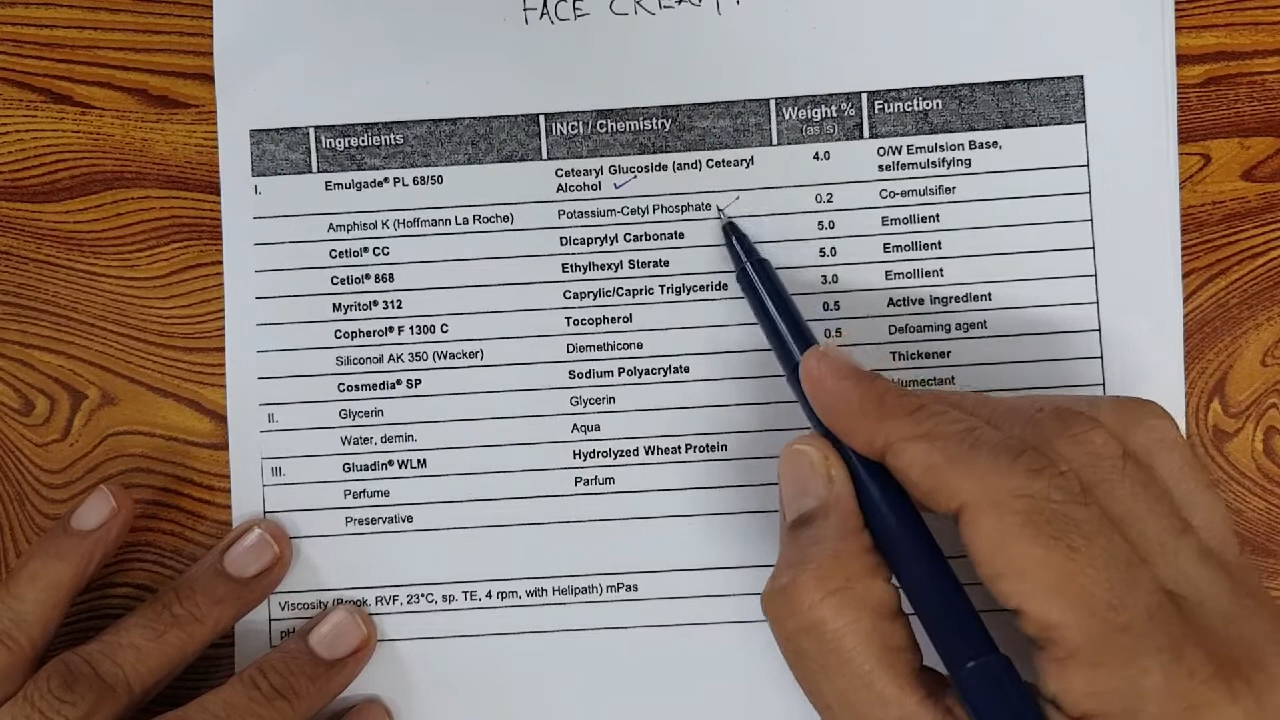 FACE CREAM.
Ingredients INCI / Chemistry Weight % (as is) Function
I. Emulgade® PL 68/50 Cetearyl Glucoside (and) Cetearyl Alcohol 4.0 O/W Emulsion Base, selfemulsifying
Amphisol K (Hoffmann La Roche) Potassium-Cetyl Phosphate 0.2 Co-emulsifier
Cetiol® CC Dicaprylyl Carbonate 5.0 Emollient
Cetiol® 868 Ethylhexyl Sterate 5.0 Emollient
Myritol® 312 Caprylic/Capric Triglyceride 3.0 Emollient
Copherol® F 1300 C Tocopherol 0.5 Active ingredient
Siliconoil AK 350 (Wacker) Diemethicone 0.5 Defoaming agent
Cosmedia® SP Sodium Polyacrylate Thickener
II. Glycerin Glycerin Humectant
Water, demin. Aqua
III. Gluadin® WLM Hydrolyzed Wheat Protein
Perfume Parfum
Preservative
Viscosity (Brook. RVF, 23°C, sp. TE, 4 rpm, with Helipath) mPas
pH